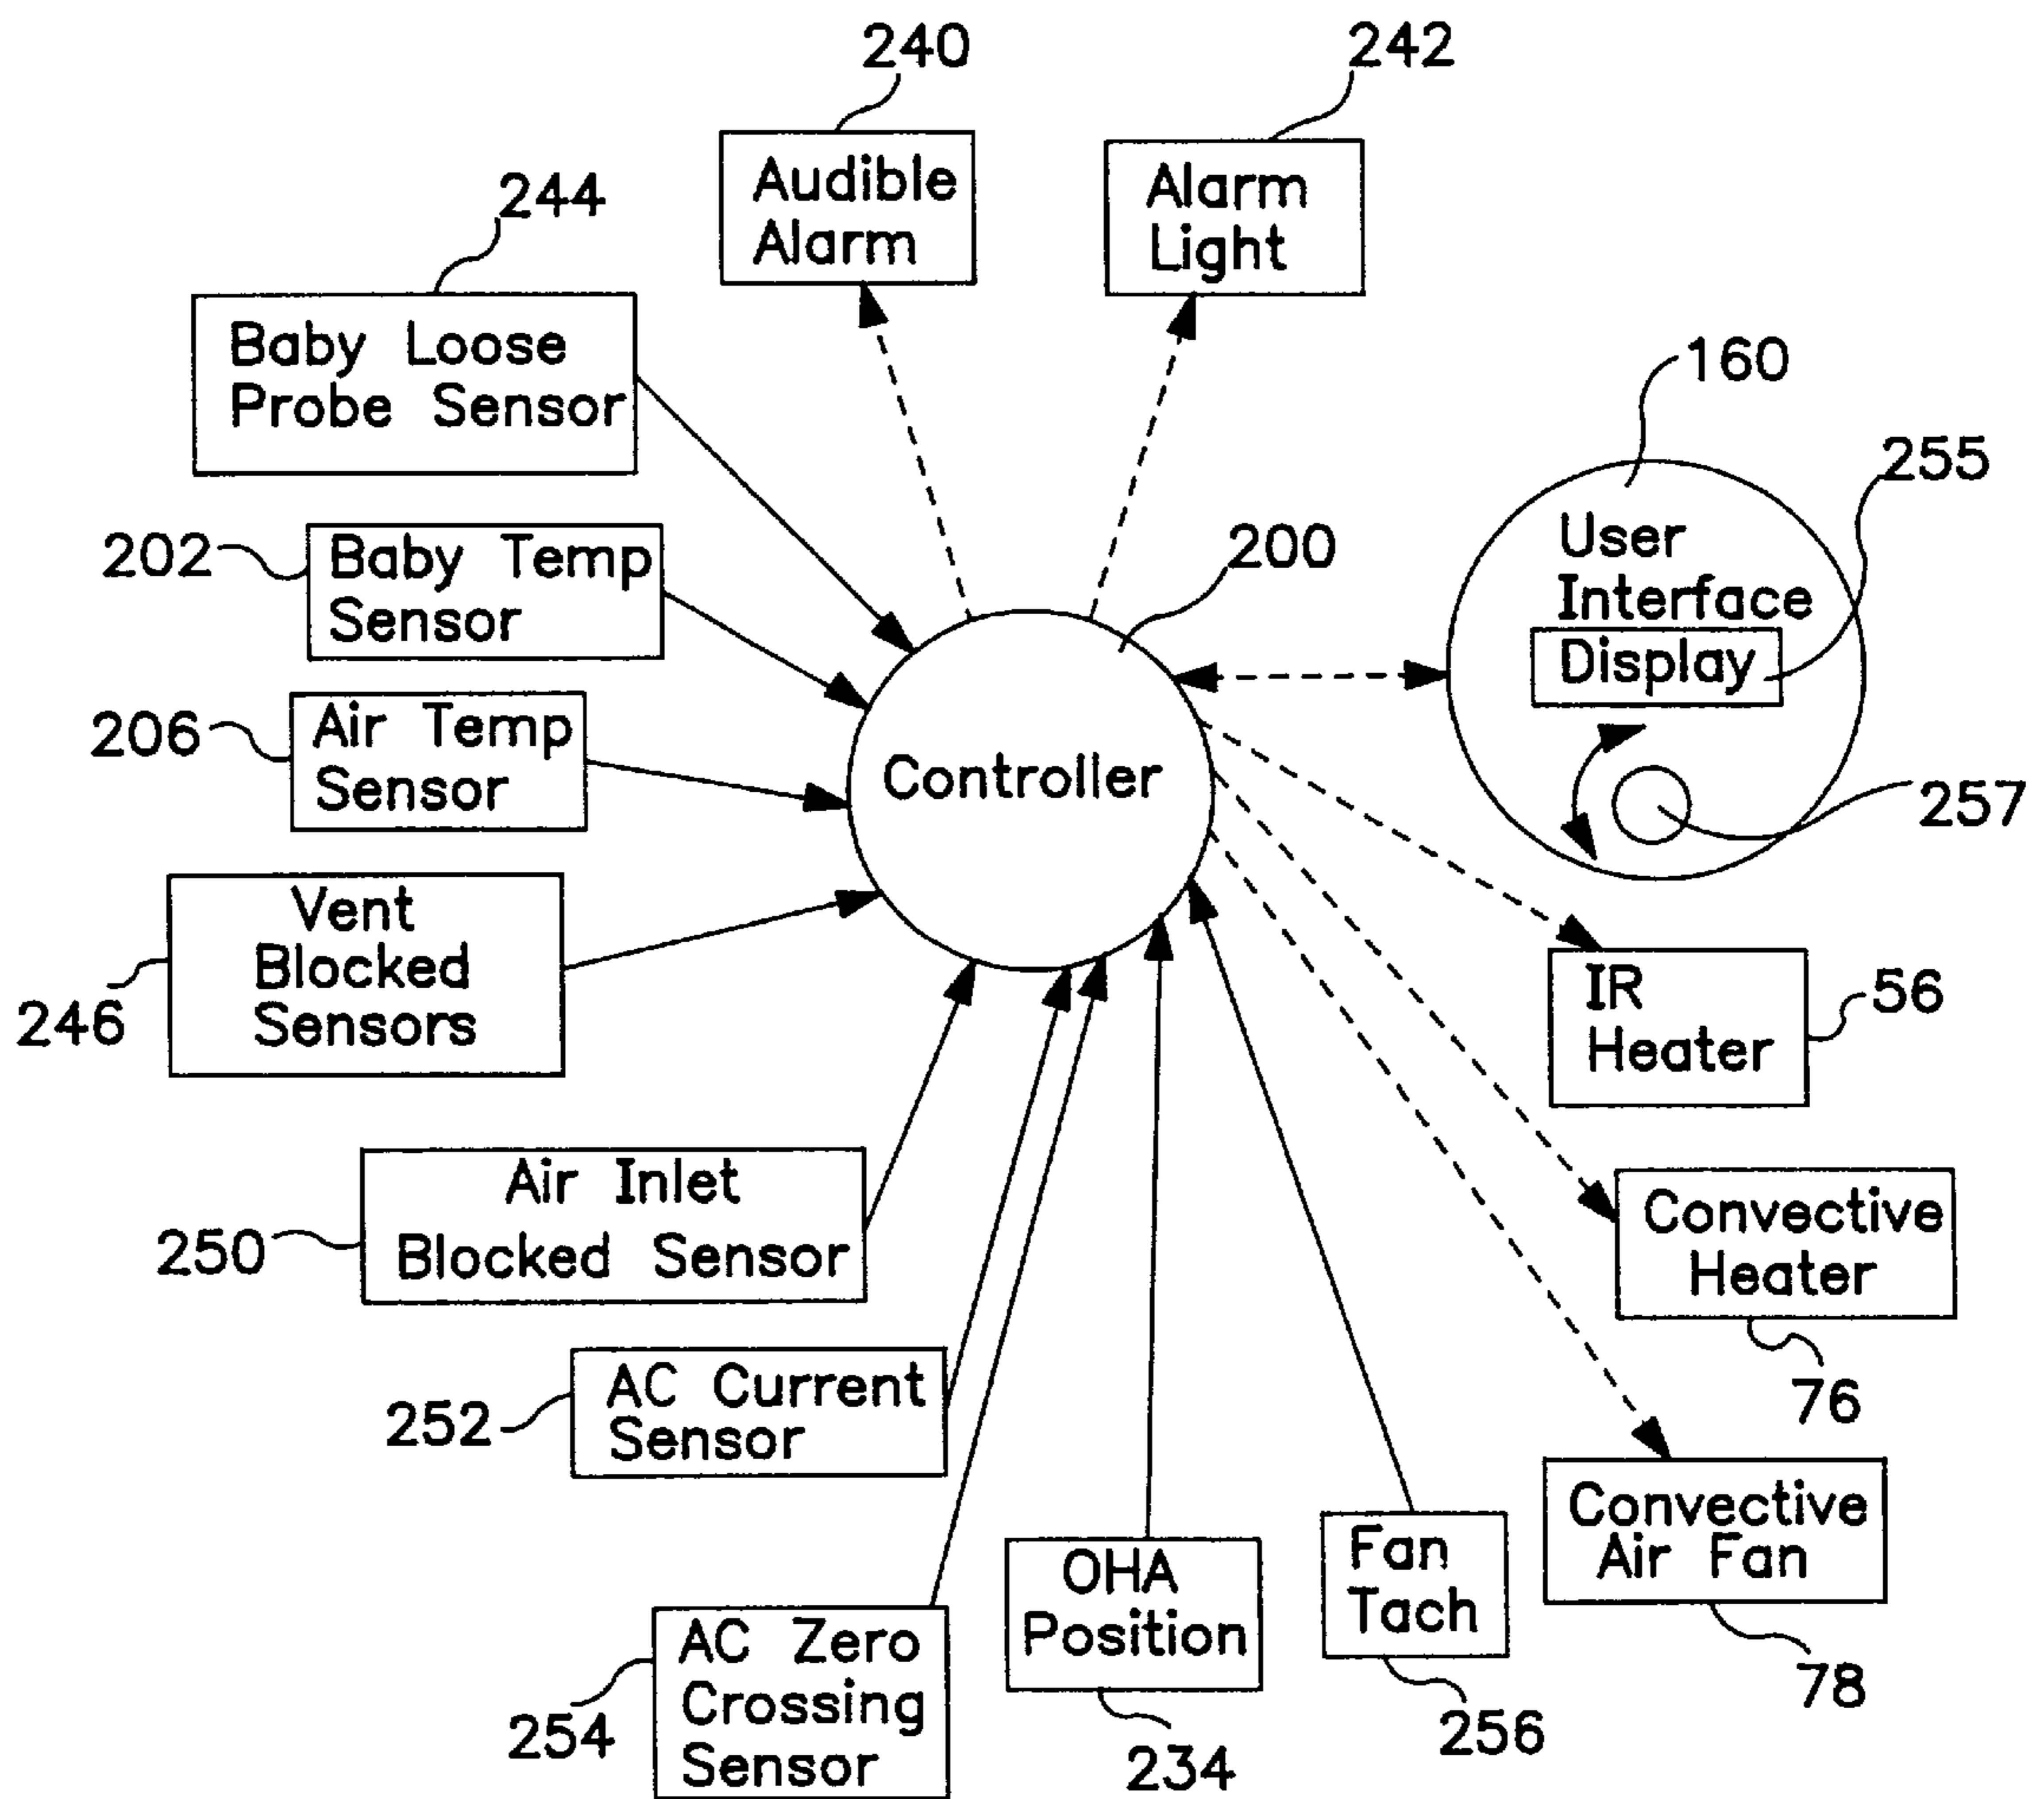 240
242
Audible
Alarm
Alarm
Light
244
Baby Loose
Probe Sensor
160
255
User
Interface
Display
257
202
Baby Temp
Sensor
200
206
Air Temp
Sensor
Controller
Vent
Blocked
Sensors
246
IR
Heater
56
Air Inlet
Blocked Sensor
250
Convective
Heater
76
AC Current
Sensor
252
Convective
Air Fan
78
Fan
Tach
256
OHA
Position
234
AC Zero
Crossing
Sensor
254